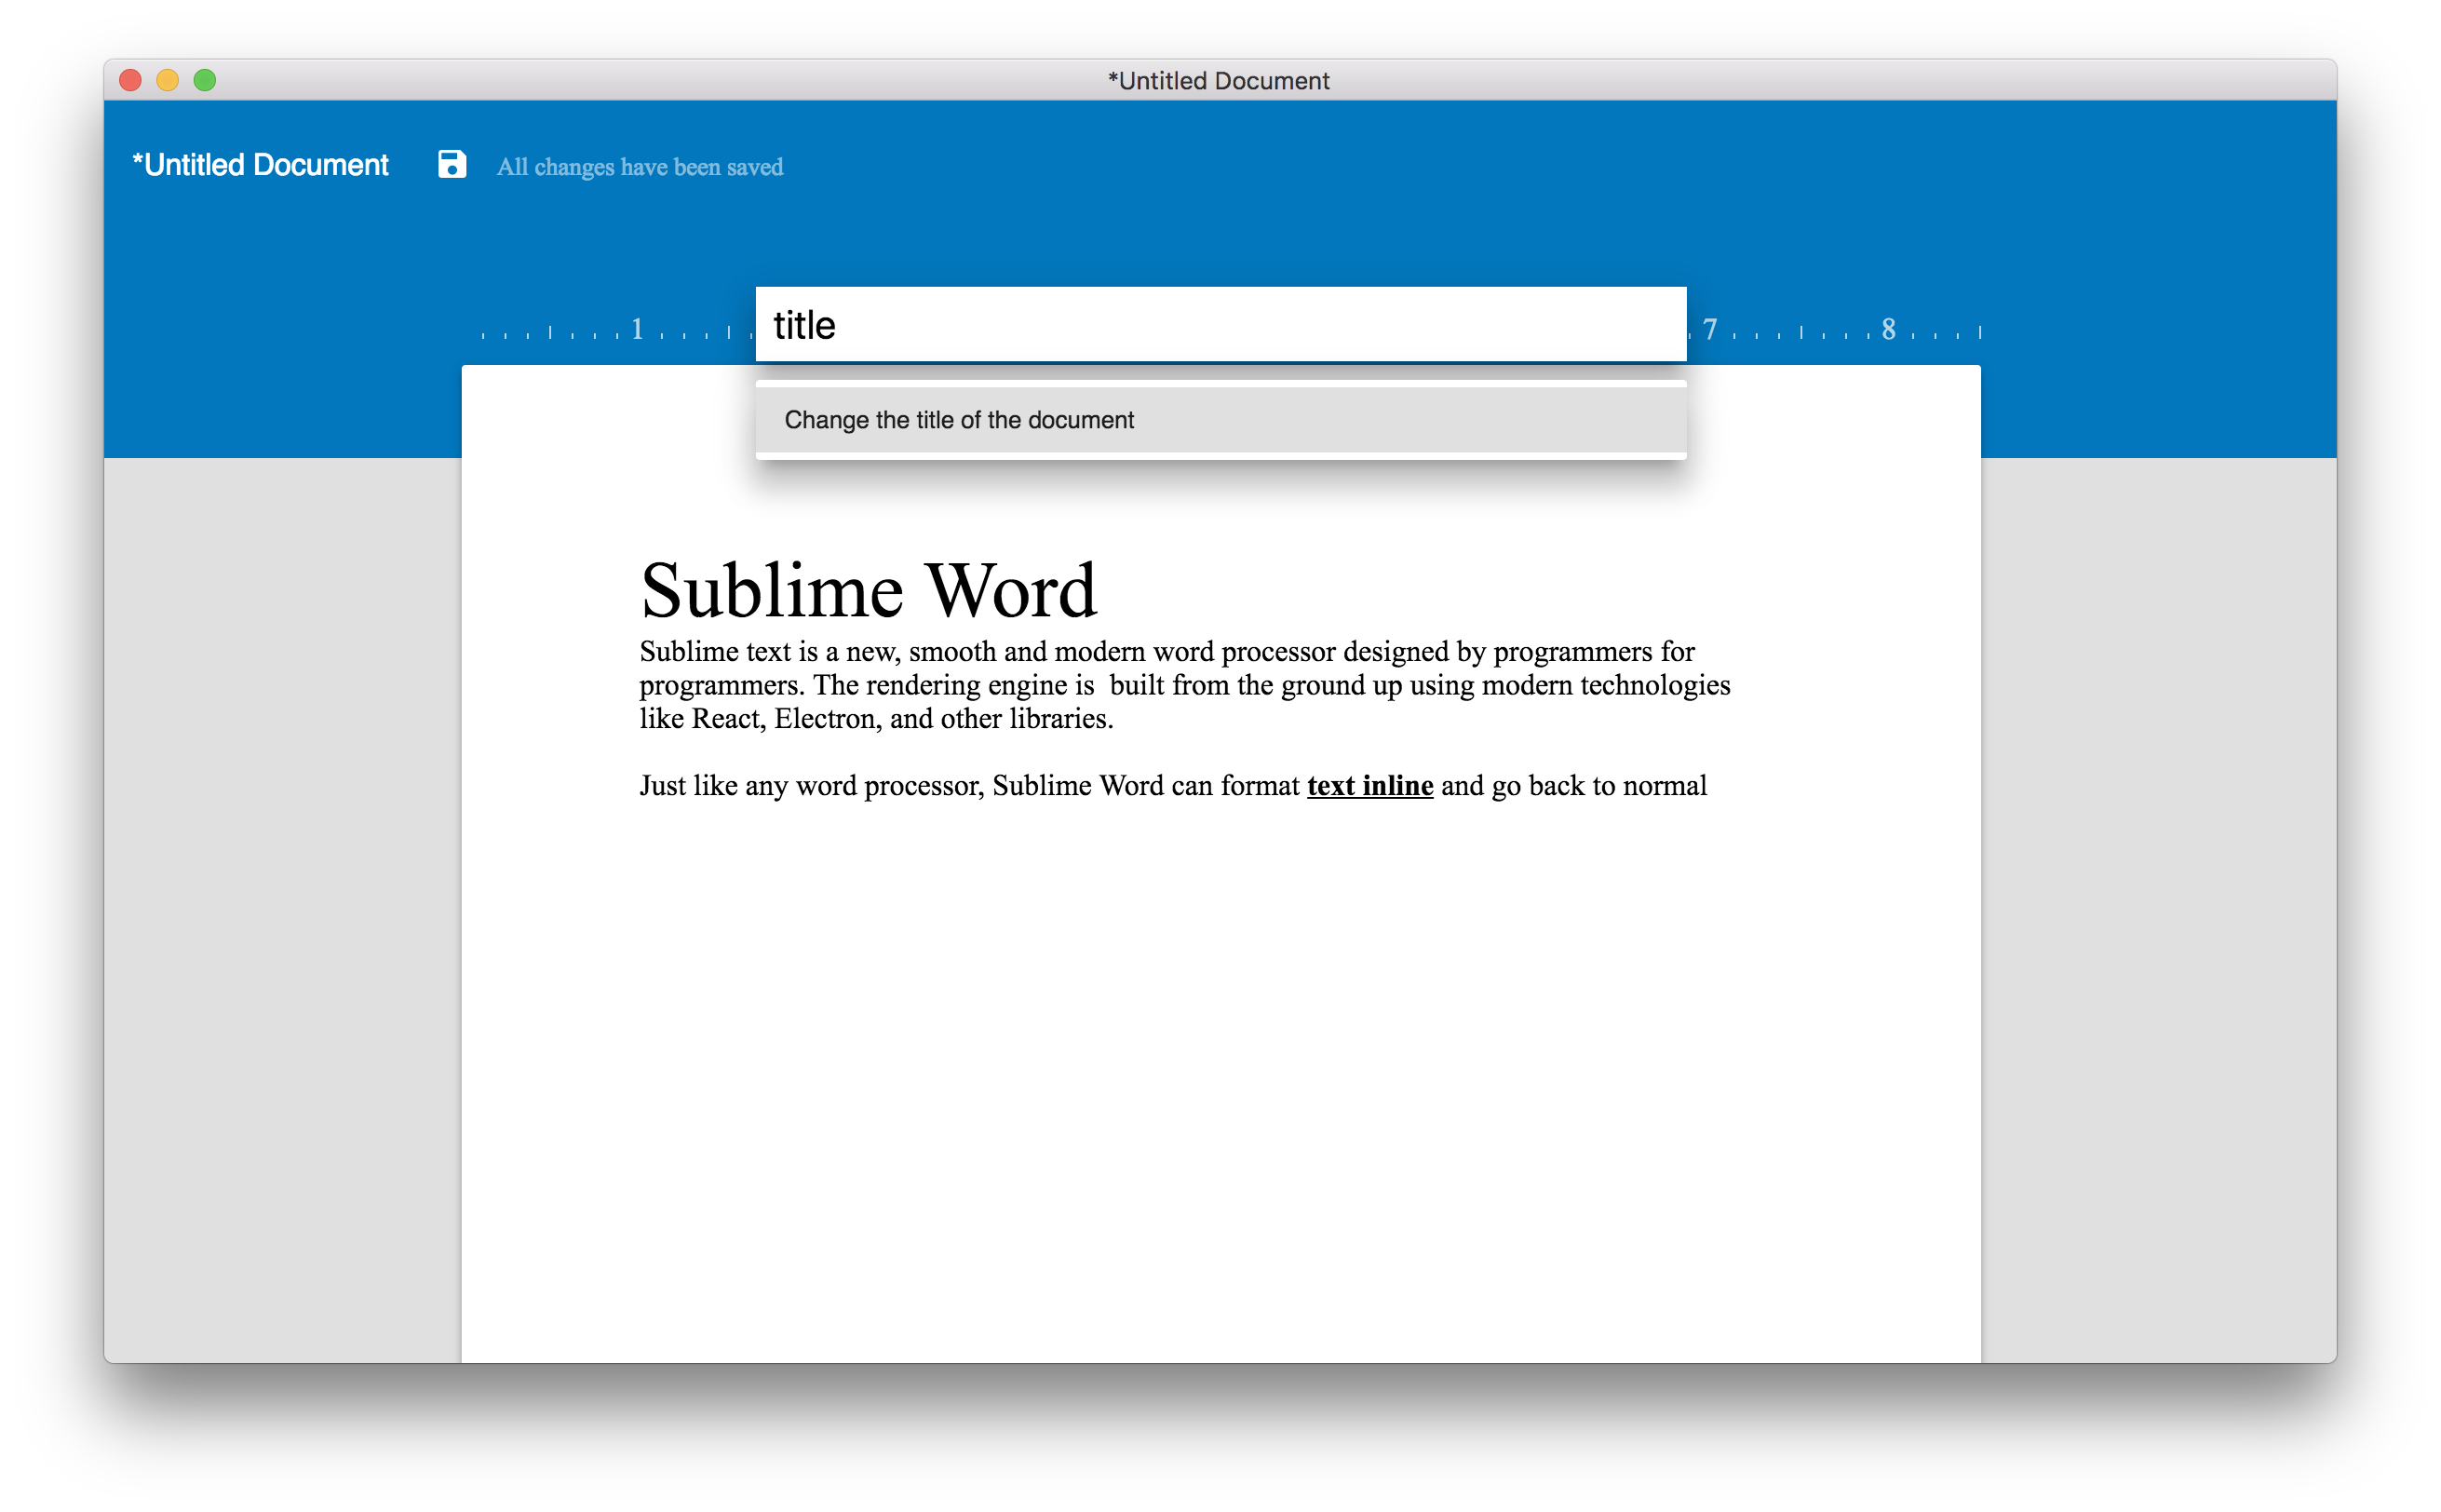 *Untitled Document
*Untitled Document
All changes have been saved
1
title
7
8
Change the title of the document
Sublime Word
Sublime text is a new, smooth and modern word processor designed by programmers for
programmers. The rendering engine is  built from the ground up using modern technologies
like React, Electron, and other libraries.
Just like any word processor, Sublime Word can format text inline and go back to normal